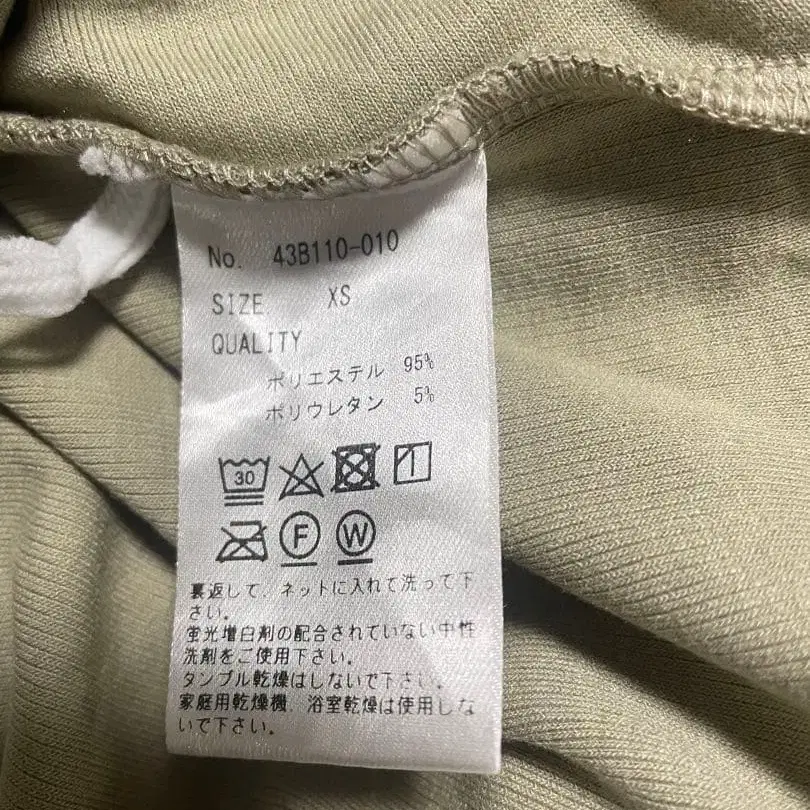 No. 43B110-010
SIZE XS
QUALITY
ポリエステル 95%
ポリウレタン 5%
30
F W
裏返して、ネットに入れて洗って下
さい。
蛍光増白剤の配合されていない中性
洗剤をご使用下さい。
タンブル乾燥はしないで下さい。
家庭用乾燥機、浴室乾燥は使用しな
いで下さい。